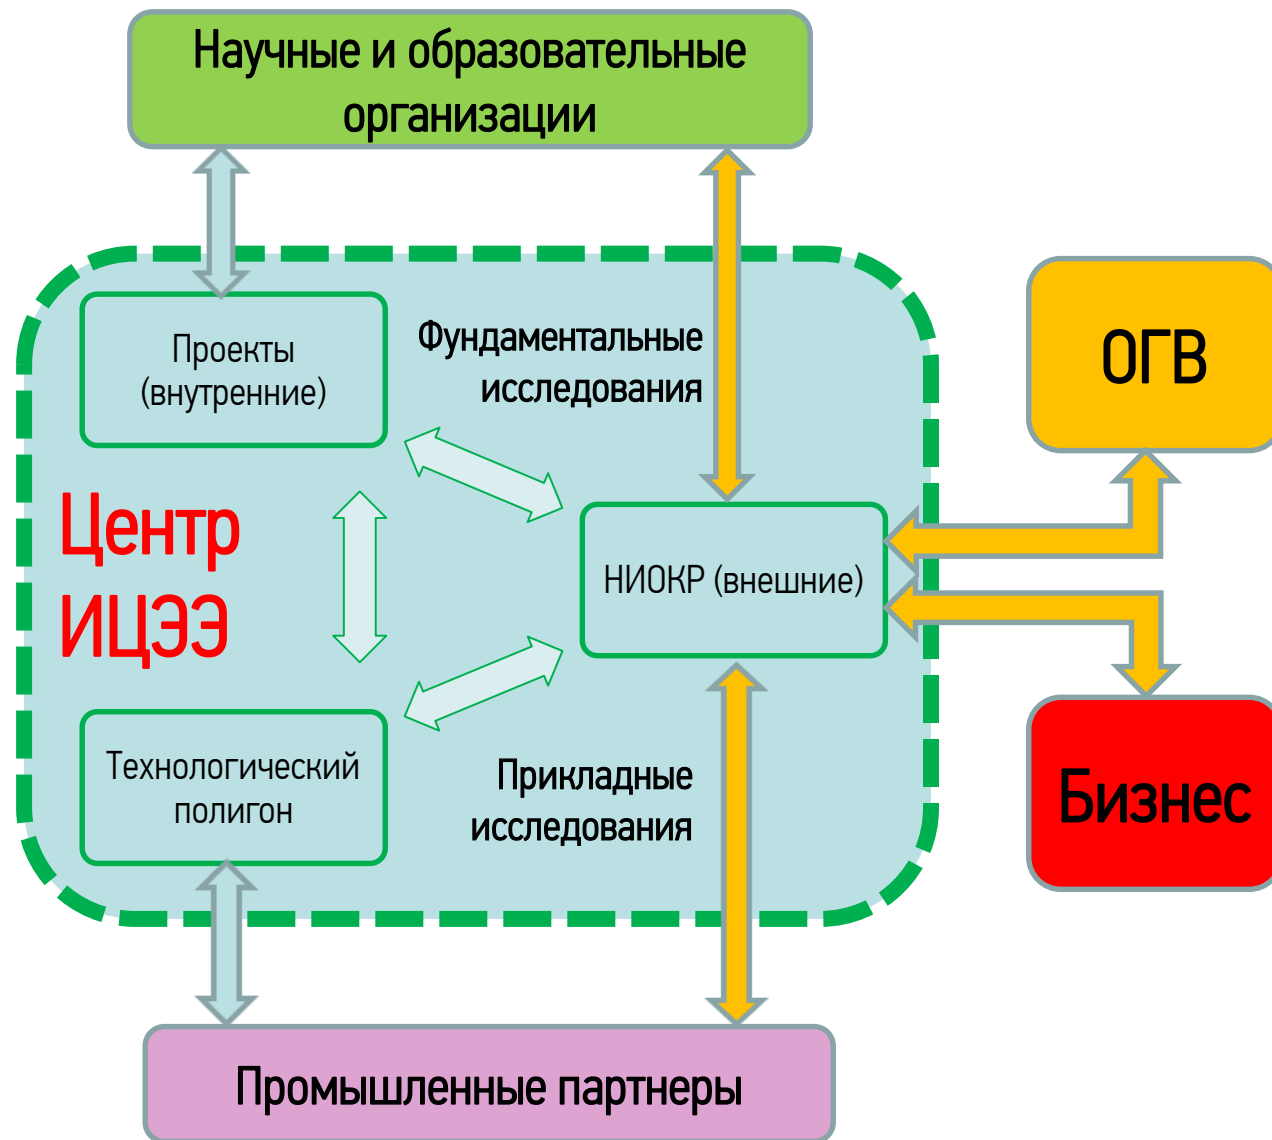 Научные и образовательные
организации
Проекты
(внутренние)
Фундаментальные
исследования
ОГВ
Центр
ИЦЭЭ
НИОКР (внешние)
Технологический
полигон
Прикладные
исследования
Бизнес
Промышленные партнеры